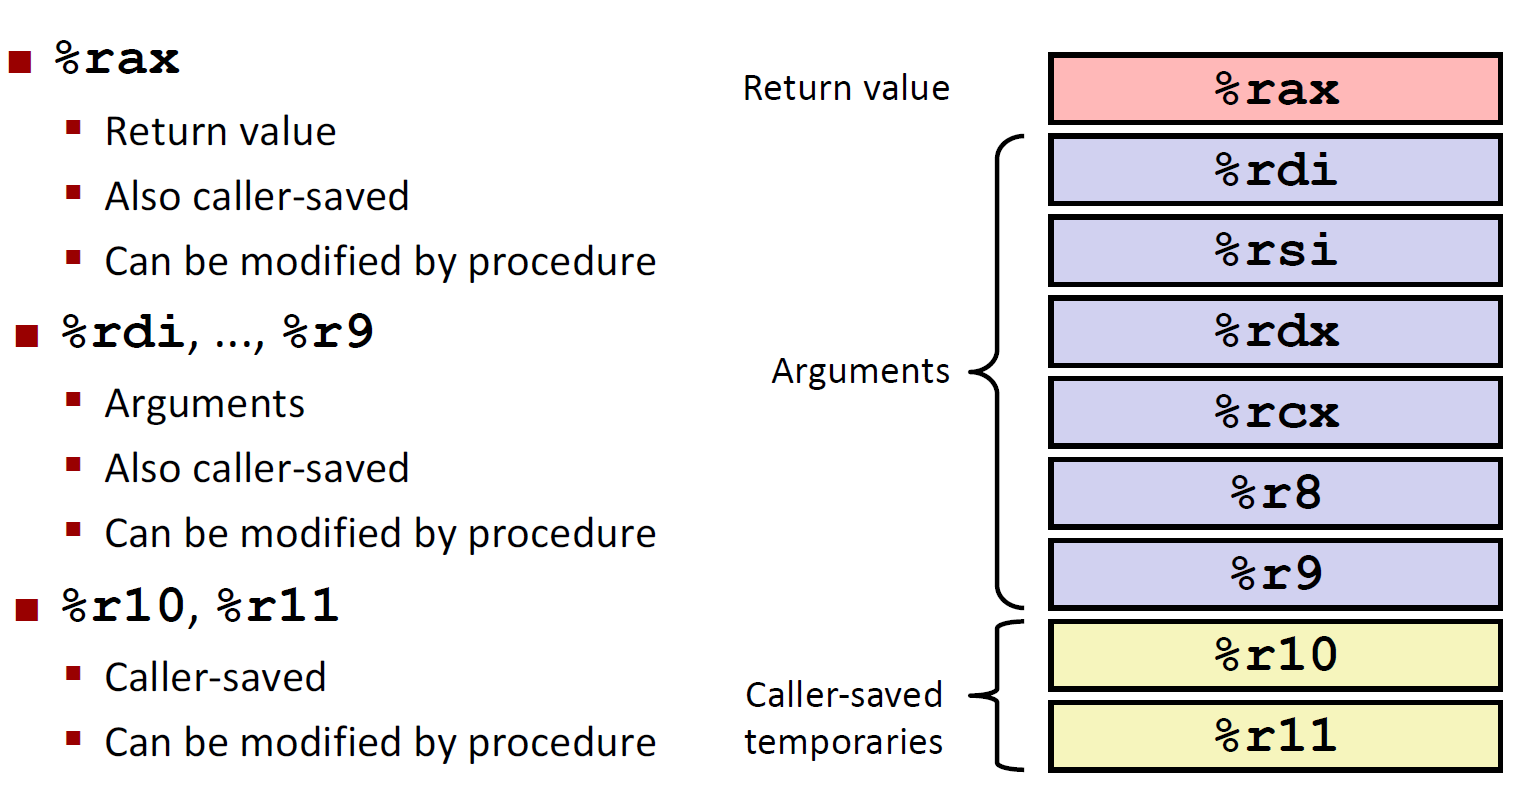 %rax
Return value
Also caller-saved
Can be modified by procedure
%rdi, ..., %r9
Arguments
Also caller-saved
Can be modified by procedure
%r10, %r11
Caller-saved
Can be modified by procedure
Return value
%rax
Arguments
%rdi
%rsi
%rdx
%rcx
%r8
%r9
Caller-saved
temporaries
%r10
%r11